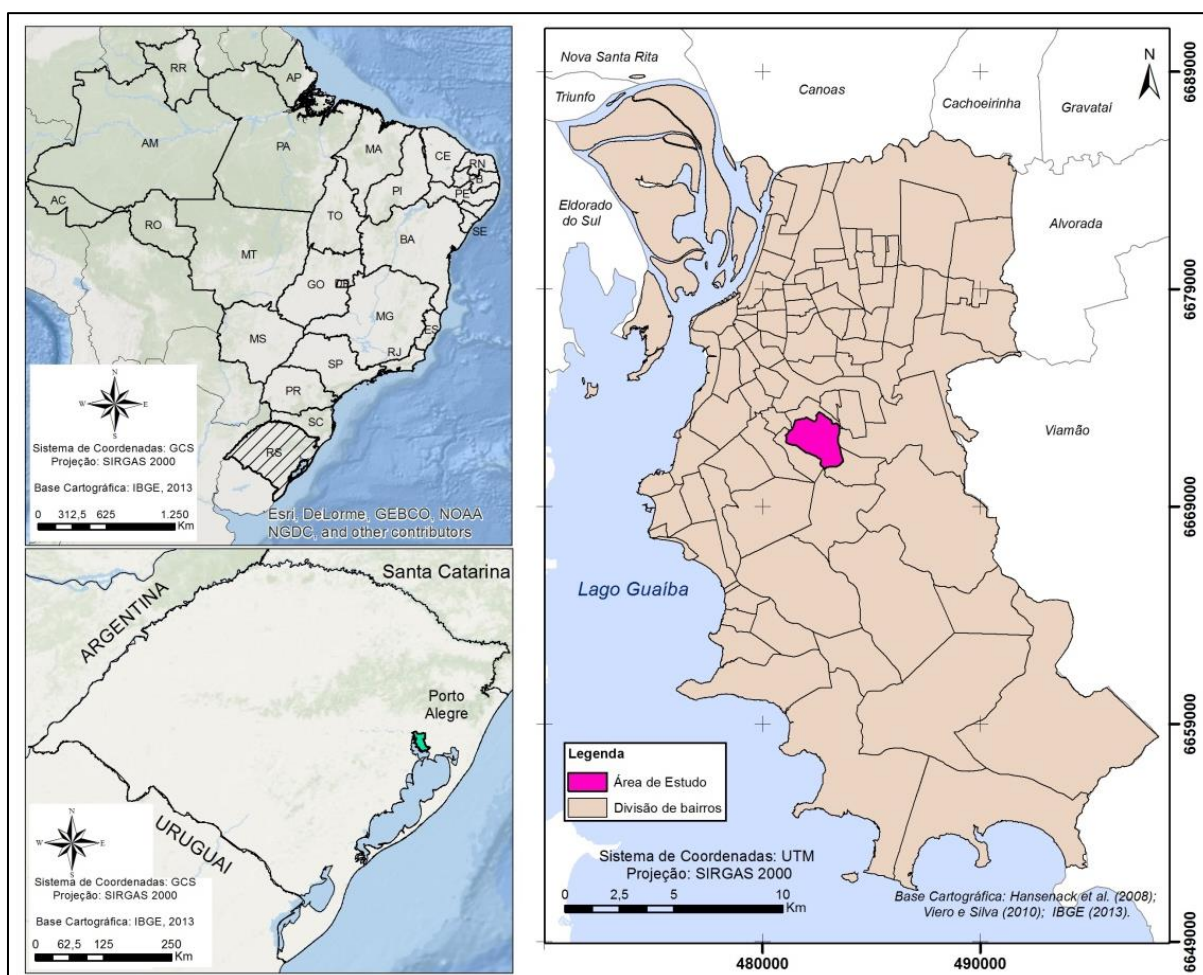 RR
AP
AM
PA
MA
CE
RN
PB
PE
PI
AC
TO
SE
RO
BA
MT
GO
DF
MG
ES
MS
SP
RJ
PR
SC
RS
N
W
E
S
Sistema de Coordenadas: GCS
Projeção: SIRGAS 2000
Base Cartográfica: IBGE, 2013
0 312,5 625 1.250
Km
Esri, DeLorme, GEBCO, NOAA
NGDC, and other contributors
Santa Catarina
ARGENTINA
Porto
Alegre
URUGUAI
N
W
E
S
Sistema de Coordenadas: GCS
Projeção: SIRGAS 2000
Base Cartográfica: IBGE, 2013
0 62,5 125 250
Km
Nova Santa Rita
Triunfo
Canoas
Cachoeirinha
Gravataí
N
Eldorado
do Sul
Alvorada
Viamão
Lago Guaíba
Legenda
Área de Estudo
Divisão de bairros
Sistema de Coordenadas: UTM
Projeção: SIRGAS 2000
0 2,5 5 10
Km
Base Cartográfica: Hansenack et al. (2008);
Viero e Silva (2010); IBGE (2013).
6689000
6679000
6669000
6659000
6649000
480000
490000